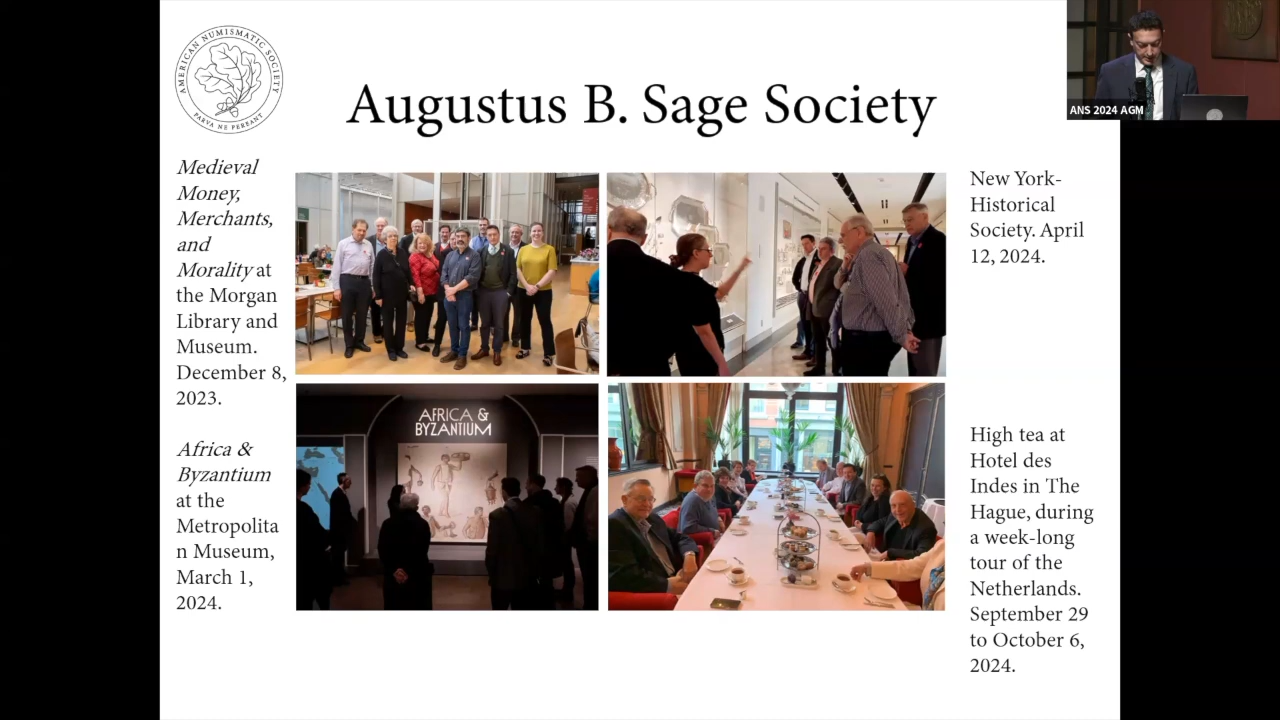 AMERICAN NUMISMATIC SOCIETY
PARVA NE PEREANT
Augustus B. Sage Society
ANS 2024 AGM
Medieval
Money,
Merchants,
and
Morality at
the Morgan
Library and
Museum.
December 8,
2023.
Africa &
Byzantium
at the
Metropolita
n Museum,
March 1,
2024.
AFRICA &
BYZANTIUM
New York-
Historical
Society. April
12, 2024.
High tea at
Hotel des
Indes in The
Hague, during
a week-long
tour of the
Netherlands.
September 29
to October 6,
2024.